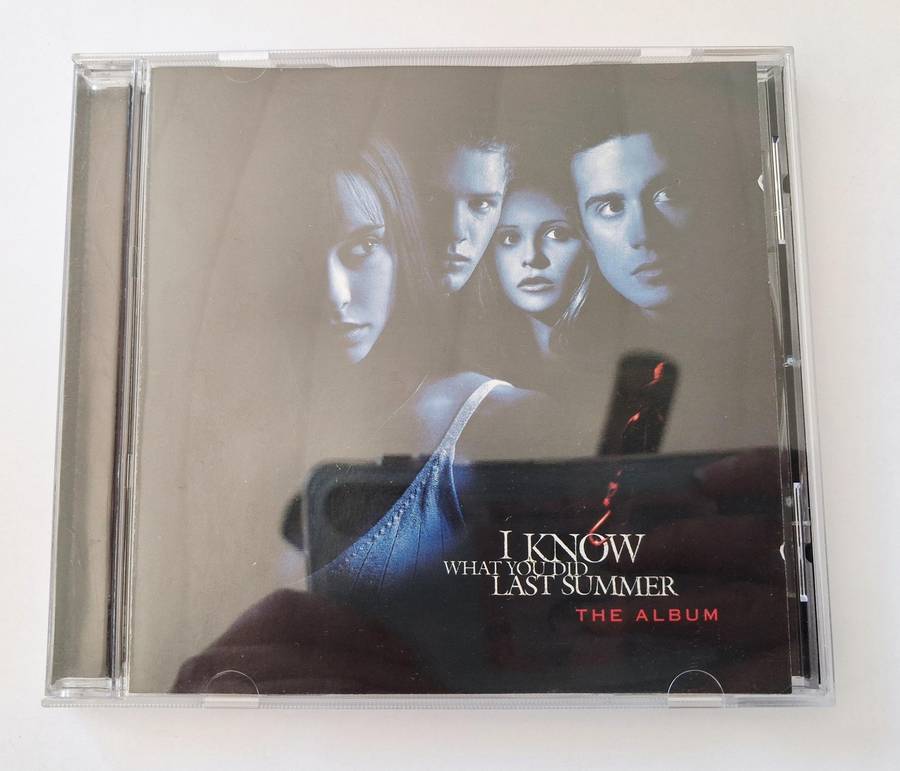 I KNOW
WHAT YOU DID
LAST SUMMER
THE ALBUM